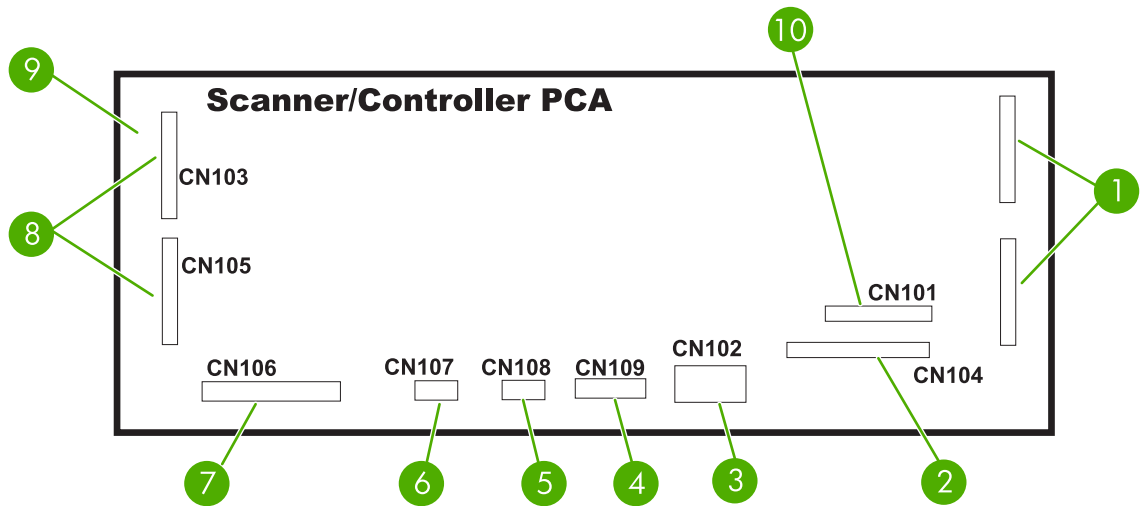 10
9
Scanner/Controller PCA
CN103
1
8
CN105
CN101
CN102
CN106
CN107
CN108
CN109
CN104
7
6
5
4
3
2